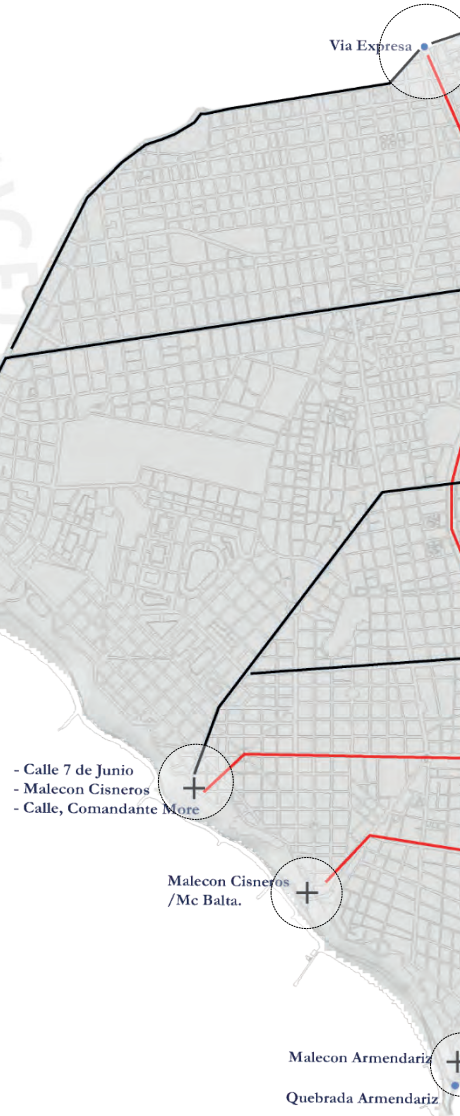 Via Expresa
- Calle 7 de Junio
- Malecon Cisneros
- Calle, Comandante More
Malecon Cisneros
/Mc Balta.
Malecon Armendariz
Quebrada Armendariz